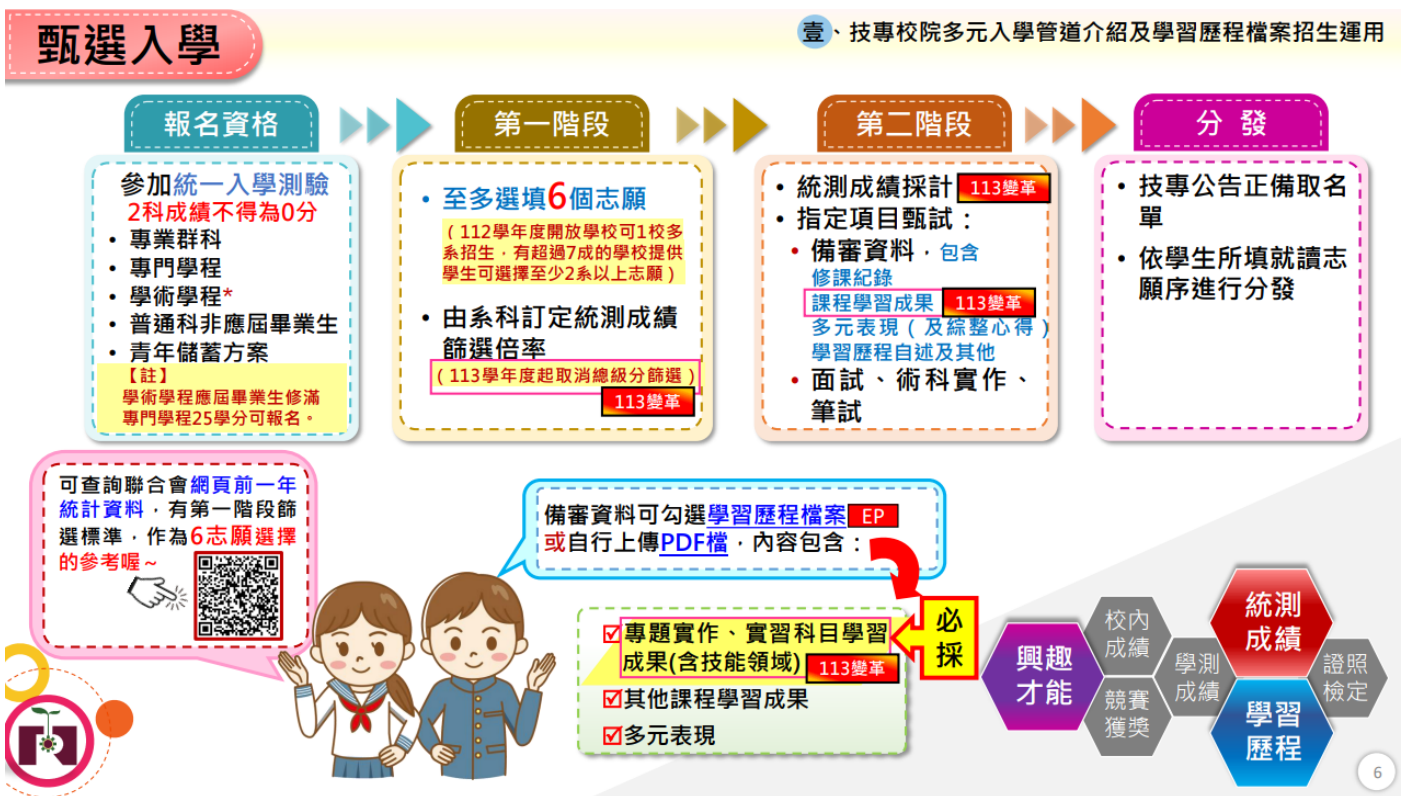 甄選入學
壹、技專校院多元入學管道介紹及學習歷程檔案招生運用
報名資格
參加統一入學測驗
2科成績不得為0分
• 專業群科
• 專門學程
• 學術學程*
• 普通科非應屆畢業生
• 青年儲蓄方案
【註】
學術學程應屆畢業生修滿
專門學程25學分可報名。
第一階段
• 至多選填6個志願
(112學年度開放學校可1校多
系招生，有超過7成的學校提供
學生可選擇至少2系以上志願)
• 由系科訂定統測成績
篩選倍率
(113學年度起取消總級分篩選)
113變革
第二階段
• 統測成績採計 113變革
• 指定項目甄試：
• 備審資料，包含
修課紀錄
課程學習成果 113變革
多元表現(及綜整心得)
學習歷程自述及其他
• 面試、術科實作、
筆試
分發
• 技專公告正備取名
單
• 依學生所填就讀志
願序進行分發
可查詢聯合會網頁前一年
統計資料，有第一階段篩
選標準，作為6志願選擇
的參考喔~
備審資料可勾選學習歷程檔案 EP
或自行上傳PDF檔，內容包含：
必
採
☑專題實作、實習科目學習
成果(含技能領域) 113變革
☑其他課程學習成果
☑多元表現
興趣
才能
校內
成績
競賽
獲獎
學測
成績
統測
成績
學習
歷程
證照
檢定
6